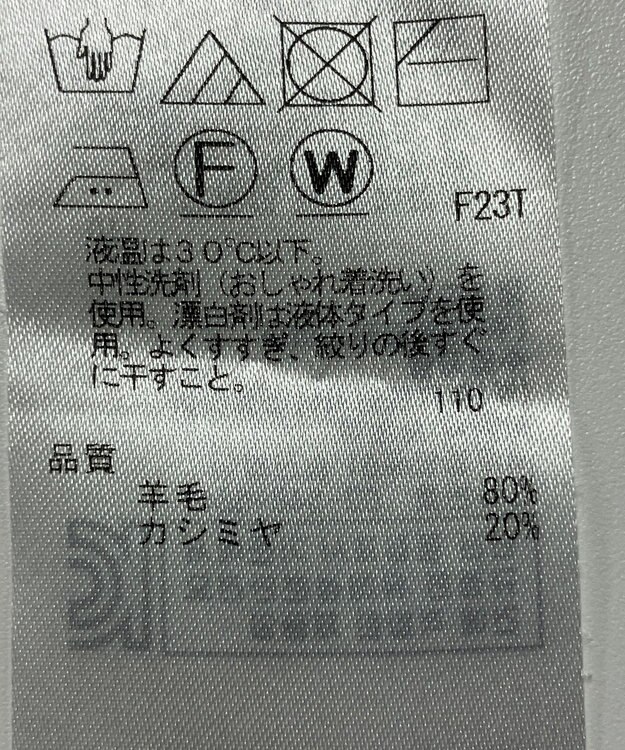 F
W
F23T
液温は30℃以下。
中性洗剤（おしゃれ着洗い）を
使用。漂白剤は液体タイプを使
用。よくすすぎ、絞りの後すぐ
に干すこと。
110
品質
羊毛 80%
カシミヤ 20%